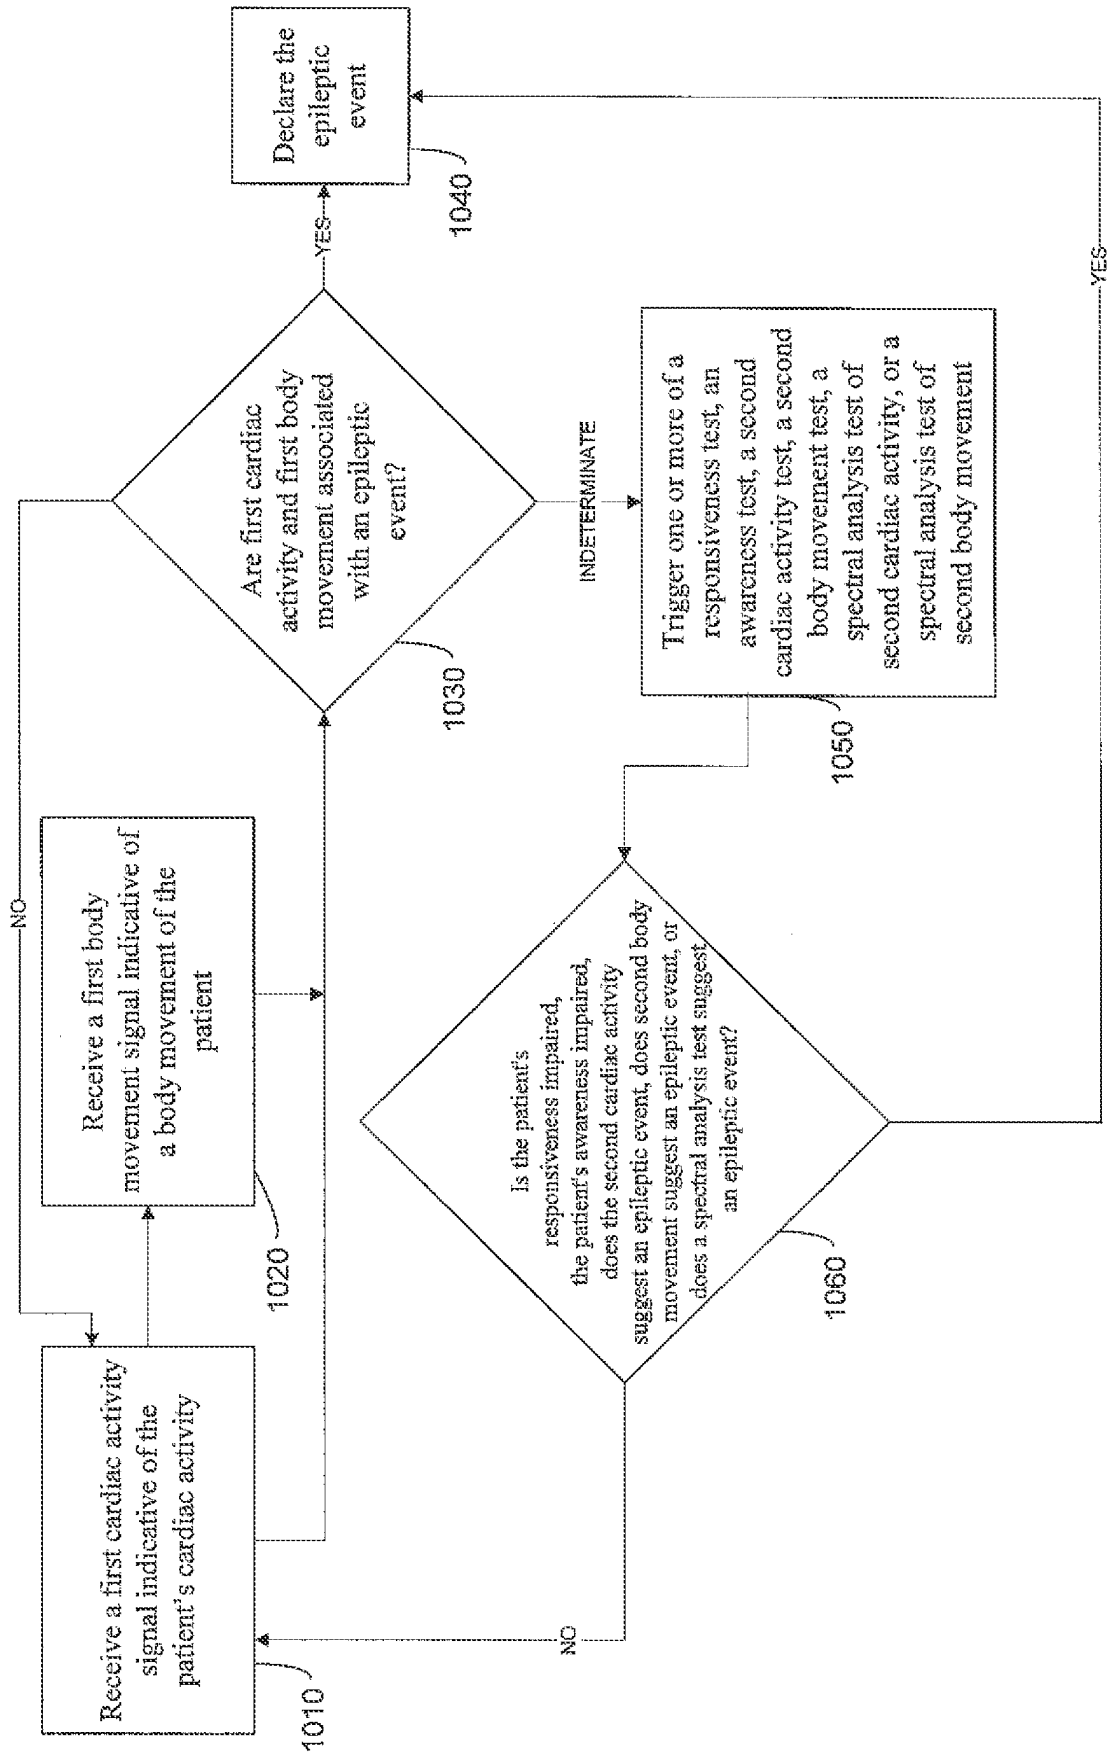 Receive a first cardiac activity
signal indicative of the
patient's cardiac activity
1010
Receive a first body
movement signal indicative of
a body movement of the
patient
1020
NO
Are first cardiac
activity and first body
movement associated
with an epileptic
event?
1030
YES
Declare the
epileptic
event
1040
INDETERMINATE
Trigger one or more of a
responsiveness test, an
awareness test, a second
cardiac activity test, a second
body movement test, a
spectral analysis test of
second cardiac activity, or a
spectral analysis test of
second body movement
1050
Is the patient's
responsiveness impaired,
the patient's awareness impaired,
does the second cardiac activity
suggest an epileptic event, does second body
movement suggest an epileptic event, or
does a spectral analysis test suggest
an epileptic event?
1060
NO
YES